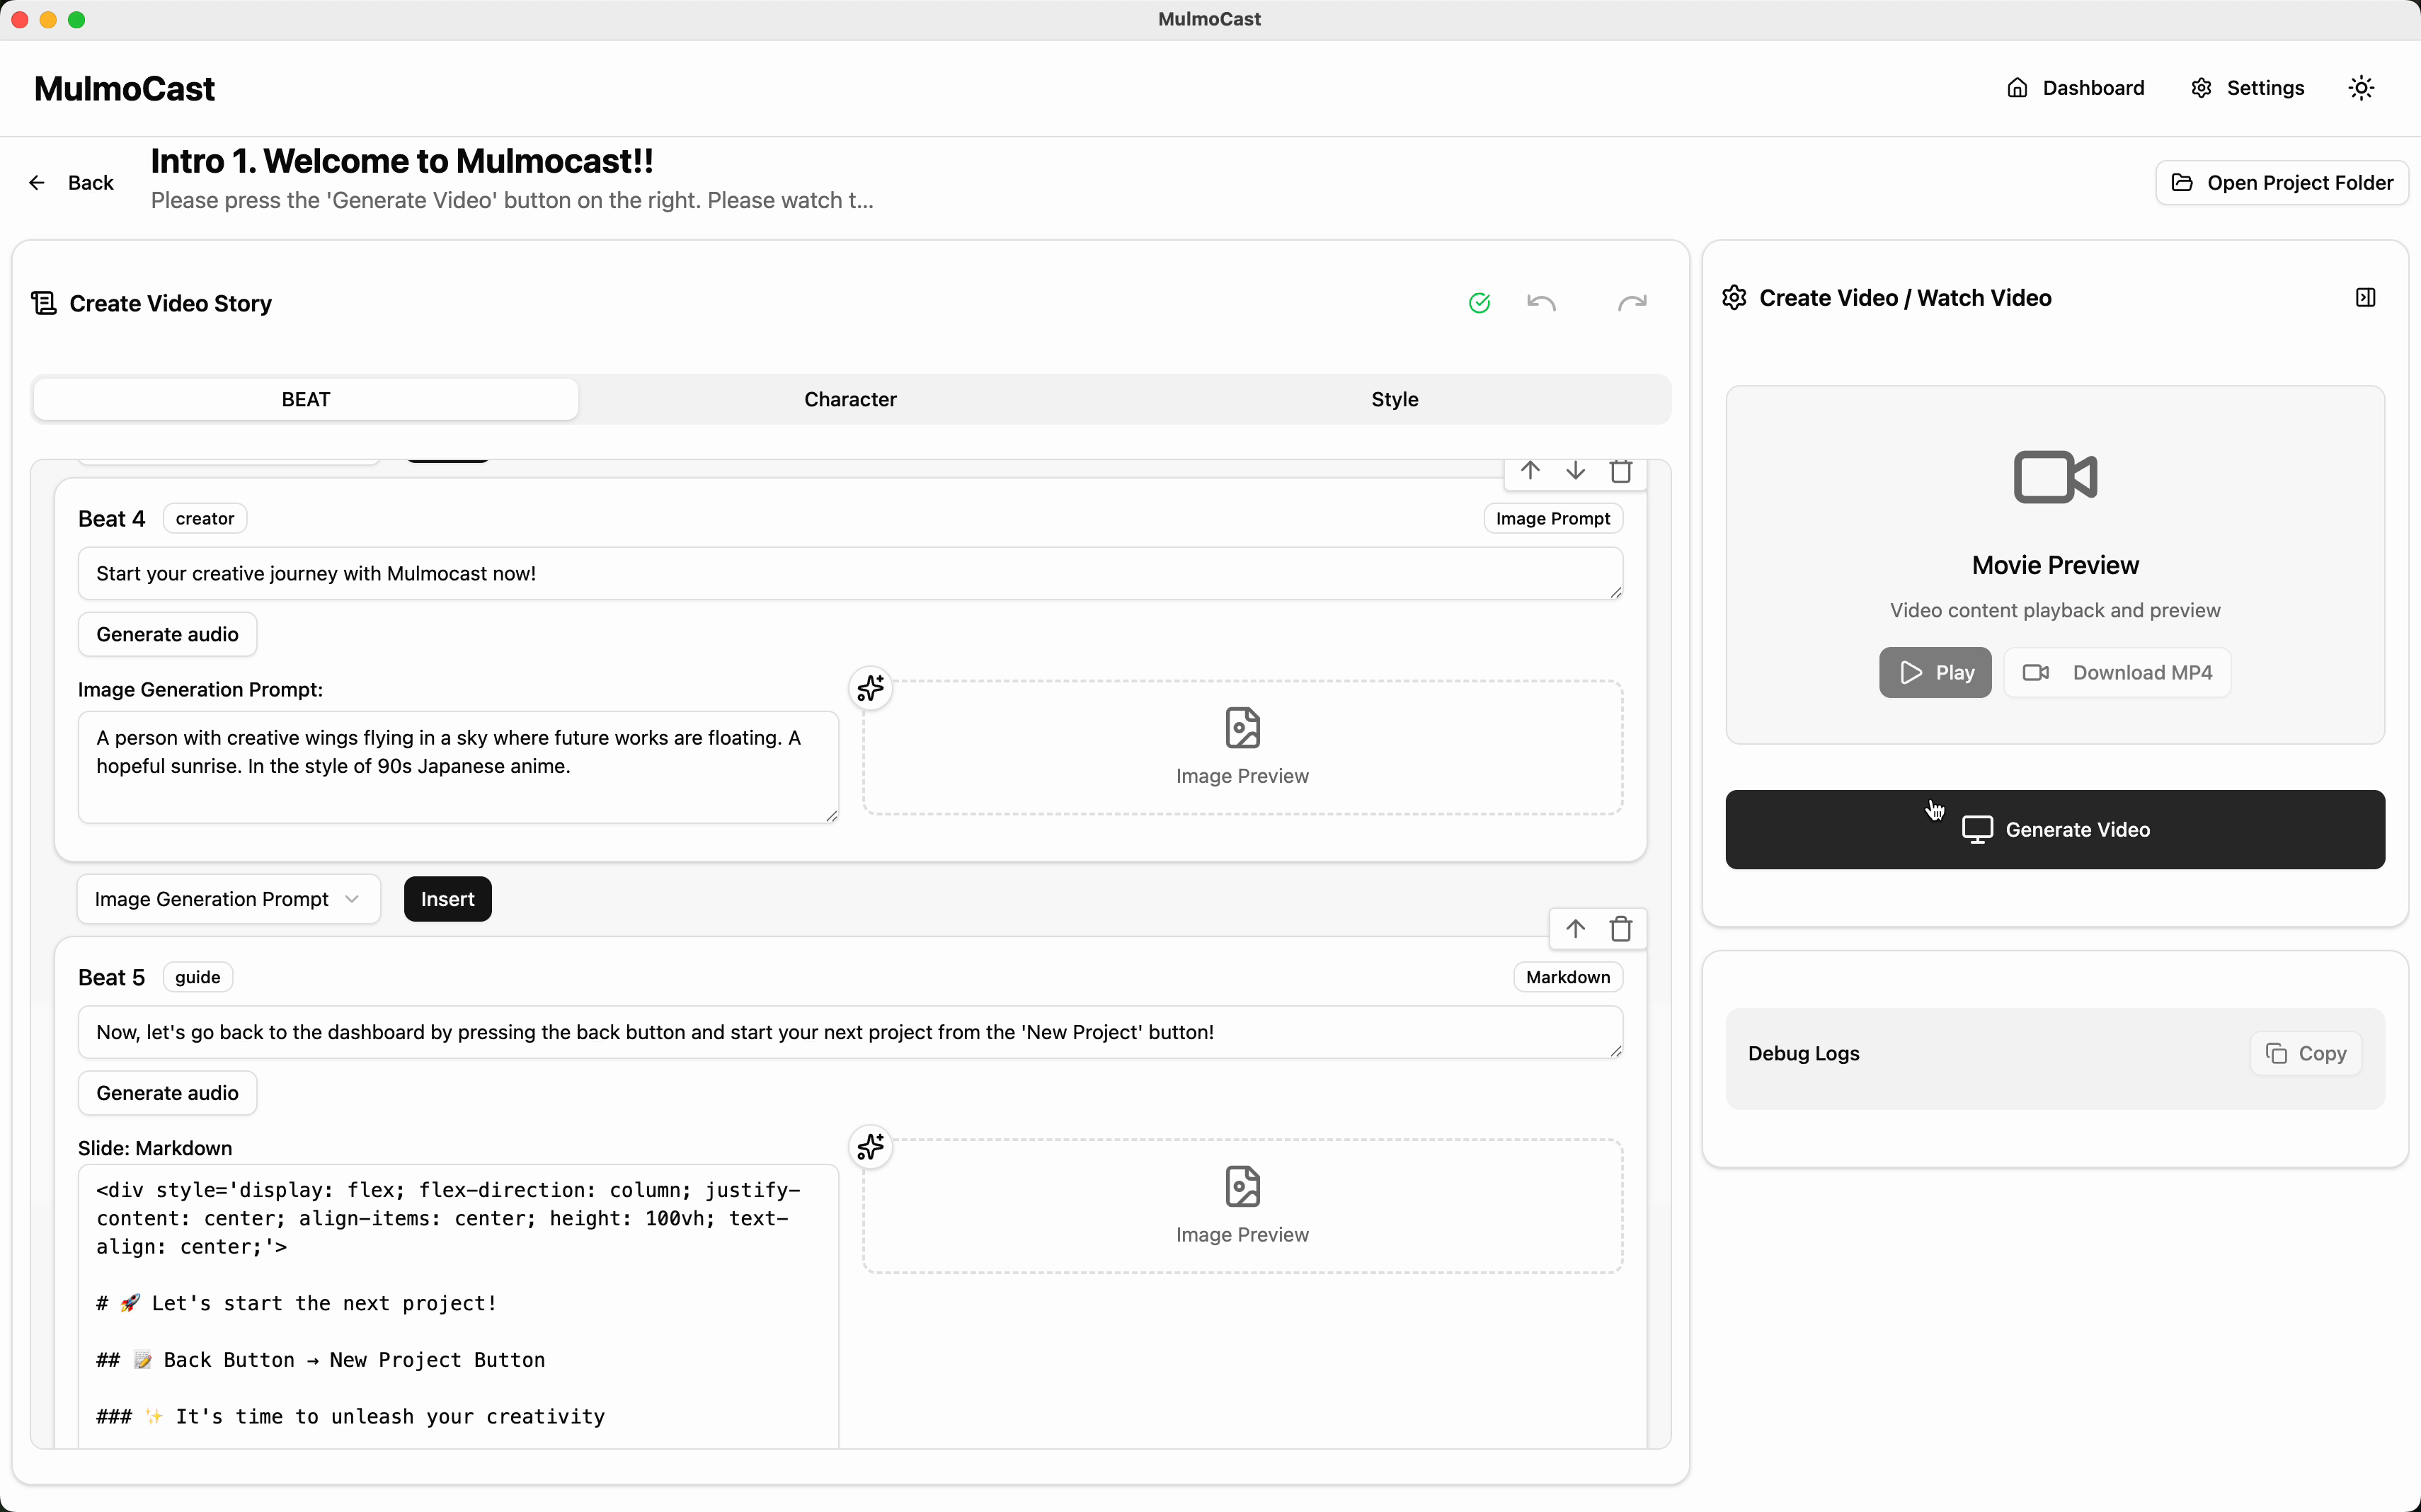 MulmoCast
MulmoCast
Dashboard
Settings
Back
Intro 1. Welcome to Mulmocast!!
Please press the 'Generate Video' button on the right. Please watch t...
Open Project Folder
Create Video Story
BEAT
Character
Style
Beat 4
creator
Image Prompt
Start your creative journey with Mulmocast now!
Generate audio
Image Generation Prompt:
A person with creative wings flying in a sky where future works are floating. A
hopeful sunrise. In the style of 90s Japanese anime.
Image Preview
Image Generation Prompt
Insert
Beat 5
guide
Markdown
Now, let's go back to the dashboard by pressing the back button and start your next project from the 'New Project' button!
Generate audio
Slide: Markdown
<div style='display: flex; flex-direction: column; justify-
content: center; align-items: center; height: 100vh; text-
align: center;'>
# 🚀 Let's start the next project!
## 📝 Back Button → New Project Button
### ✨ It's time to unleash your creativity
Image Preview
Create Video / Watch Video
Movie Preview
Video content playback and preview
Play
Download MP4
Generate Video
Debug Logs
Copy